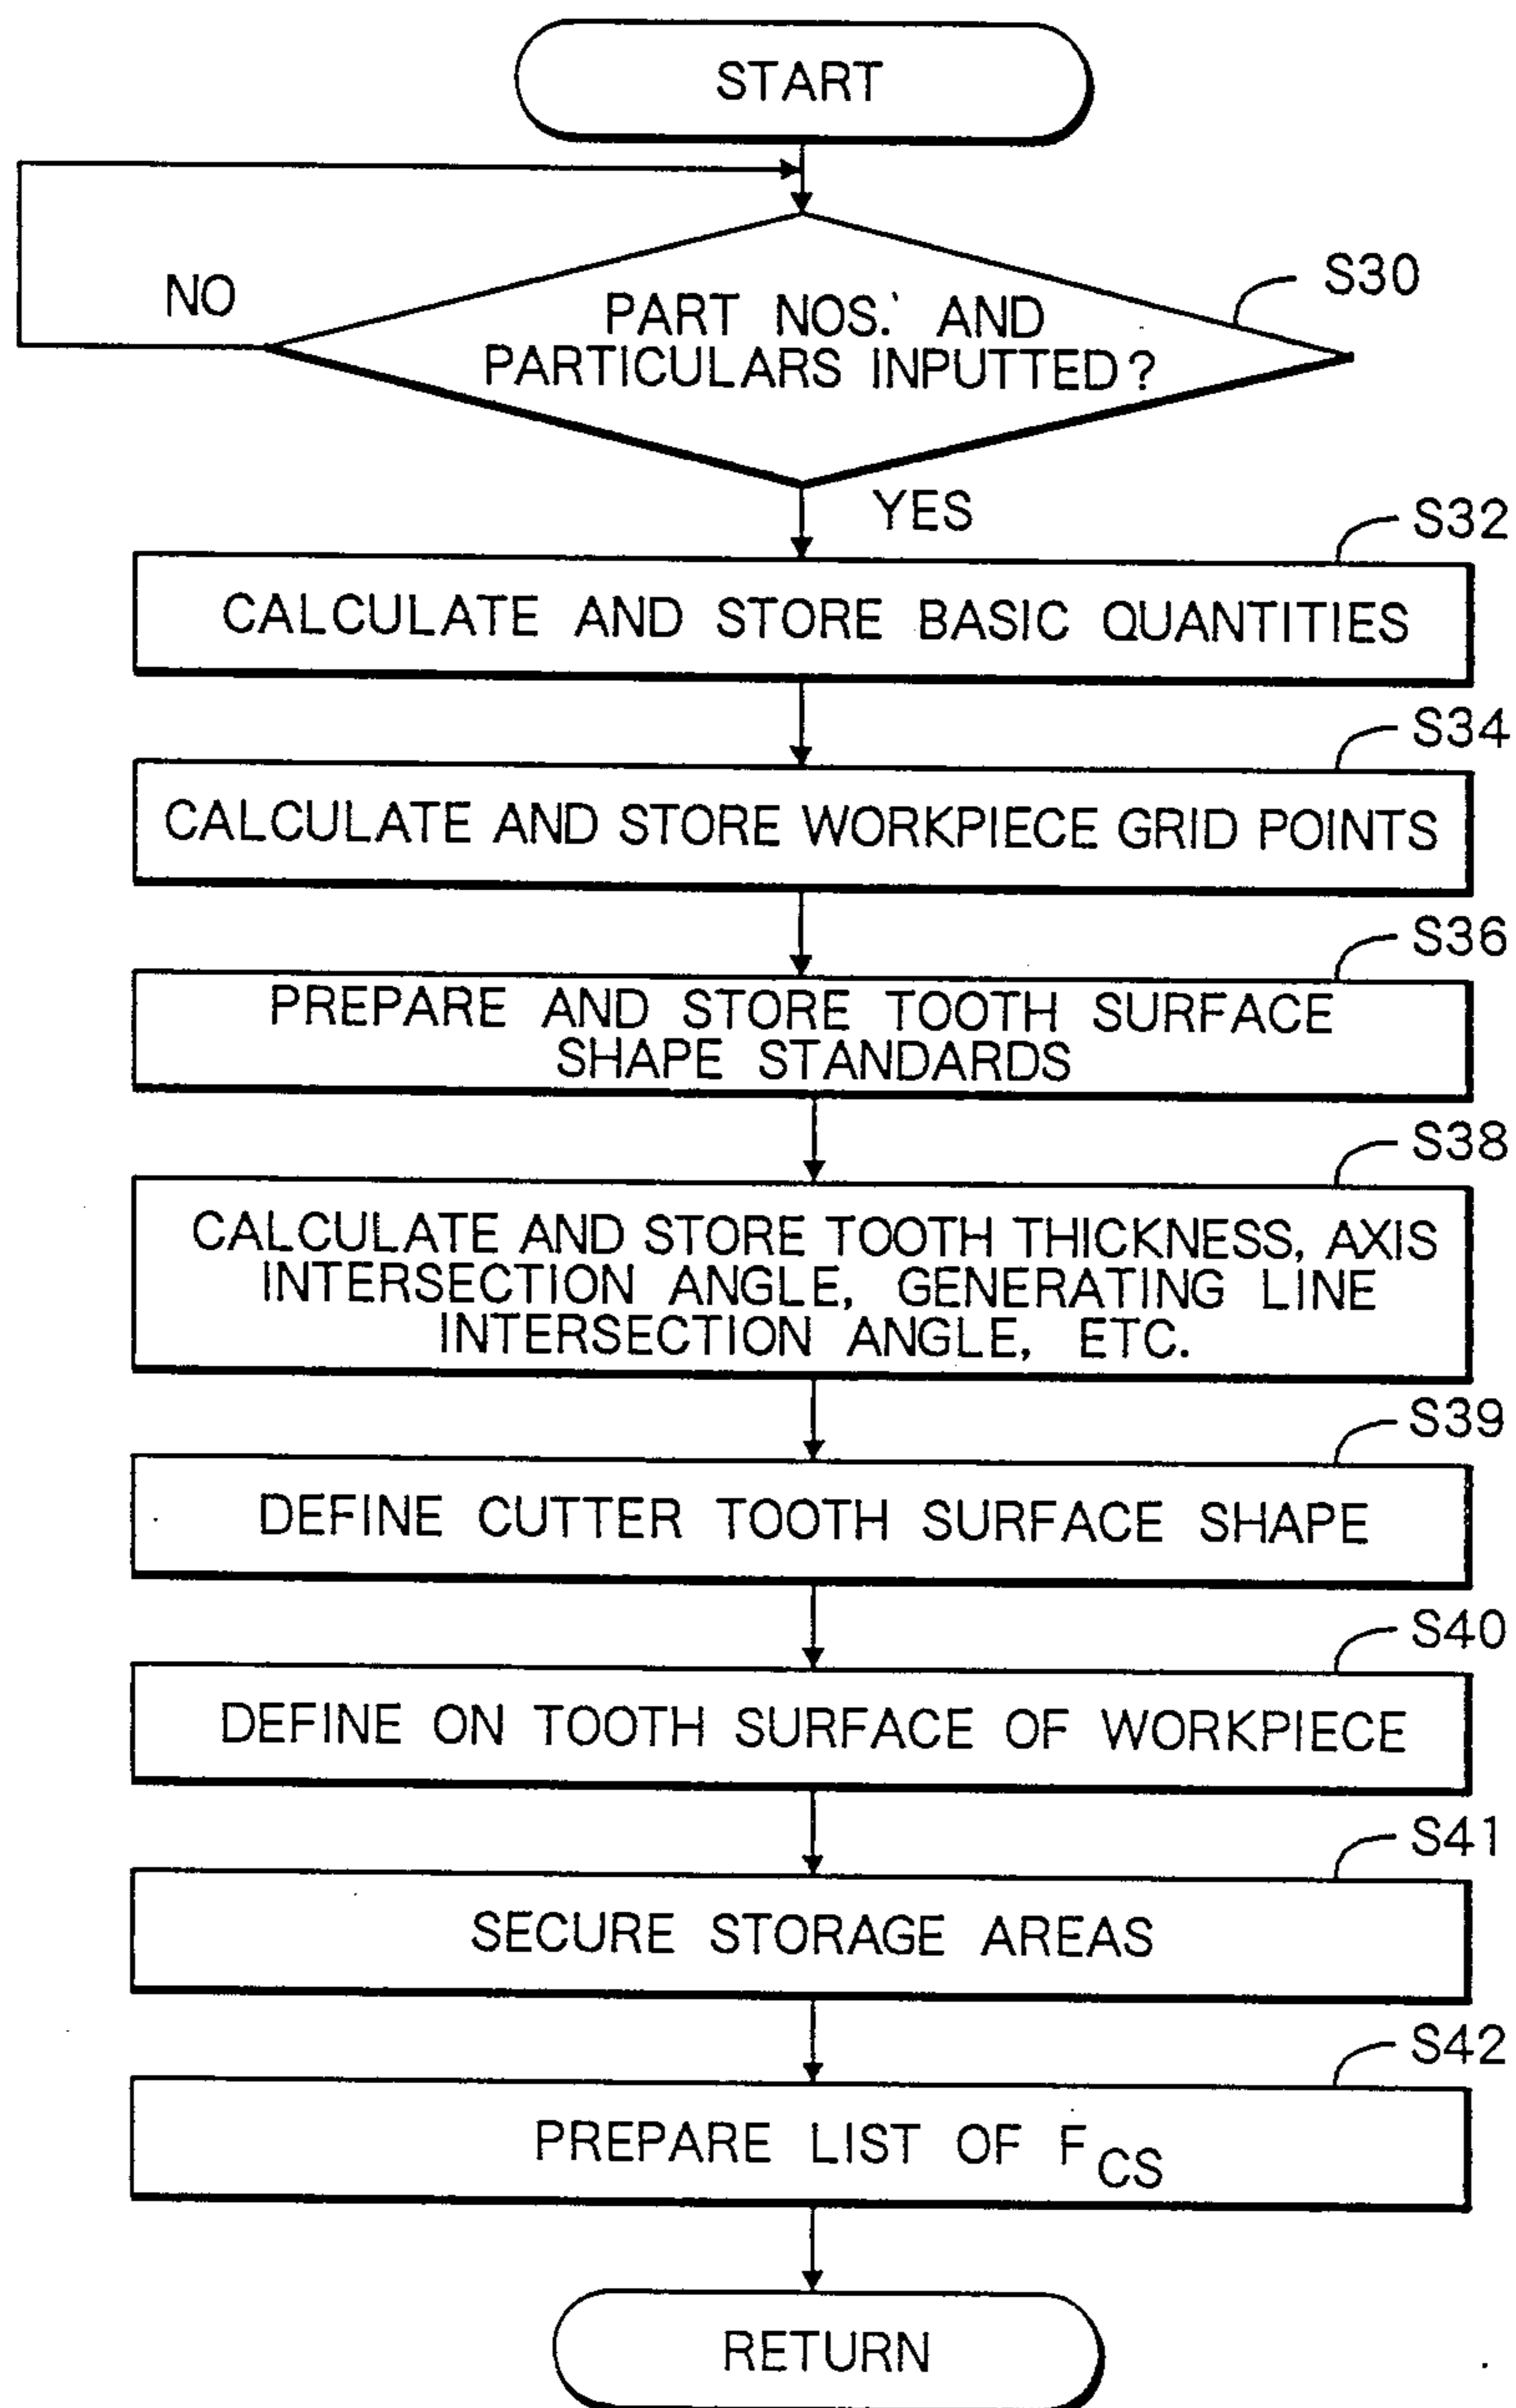 START
NO
S30
PART NOS. AND
PARTICULARS INPUTTED?
YES
S32
CALCULATE AND STORE BASIC QUANTITIES
S34
CALCULATE AND STORE WORKPIECE GRID POINTS
S36
PREPARE AND STORE TOOTH SURFACE
SHAPE STANDARDS
S38
CALCULATE AND STORE TOOTH THICKNESS, AXIS
INTERSECTION ANGLE, GENERATING LINE
INTERSECTION ANGLE, ETC.
S39
DEFINE CUTTER TOOTH SURFACE SHAPE
S40
DEFINE ON TOOTH SURFACE OF WORKPIECE
S41
SECURE STORAGE AREAS
S42
PREPARE LIST OF FCS
RETURN